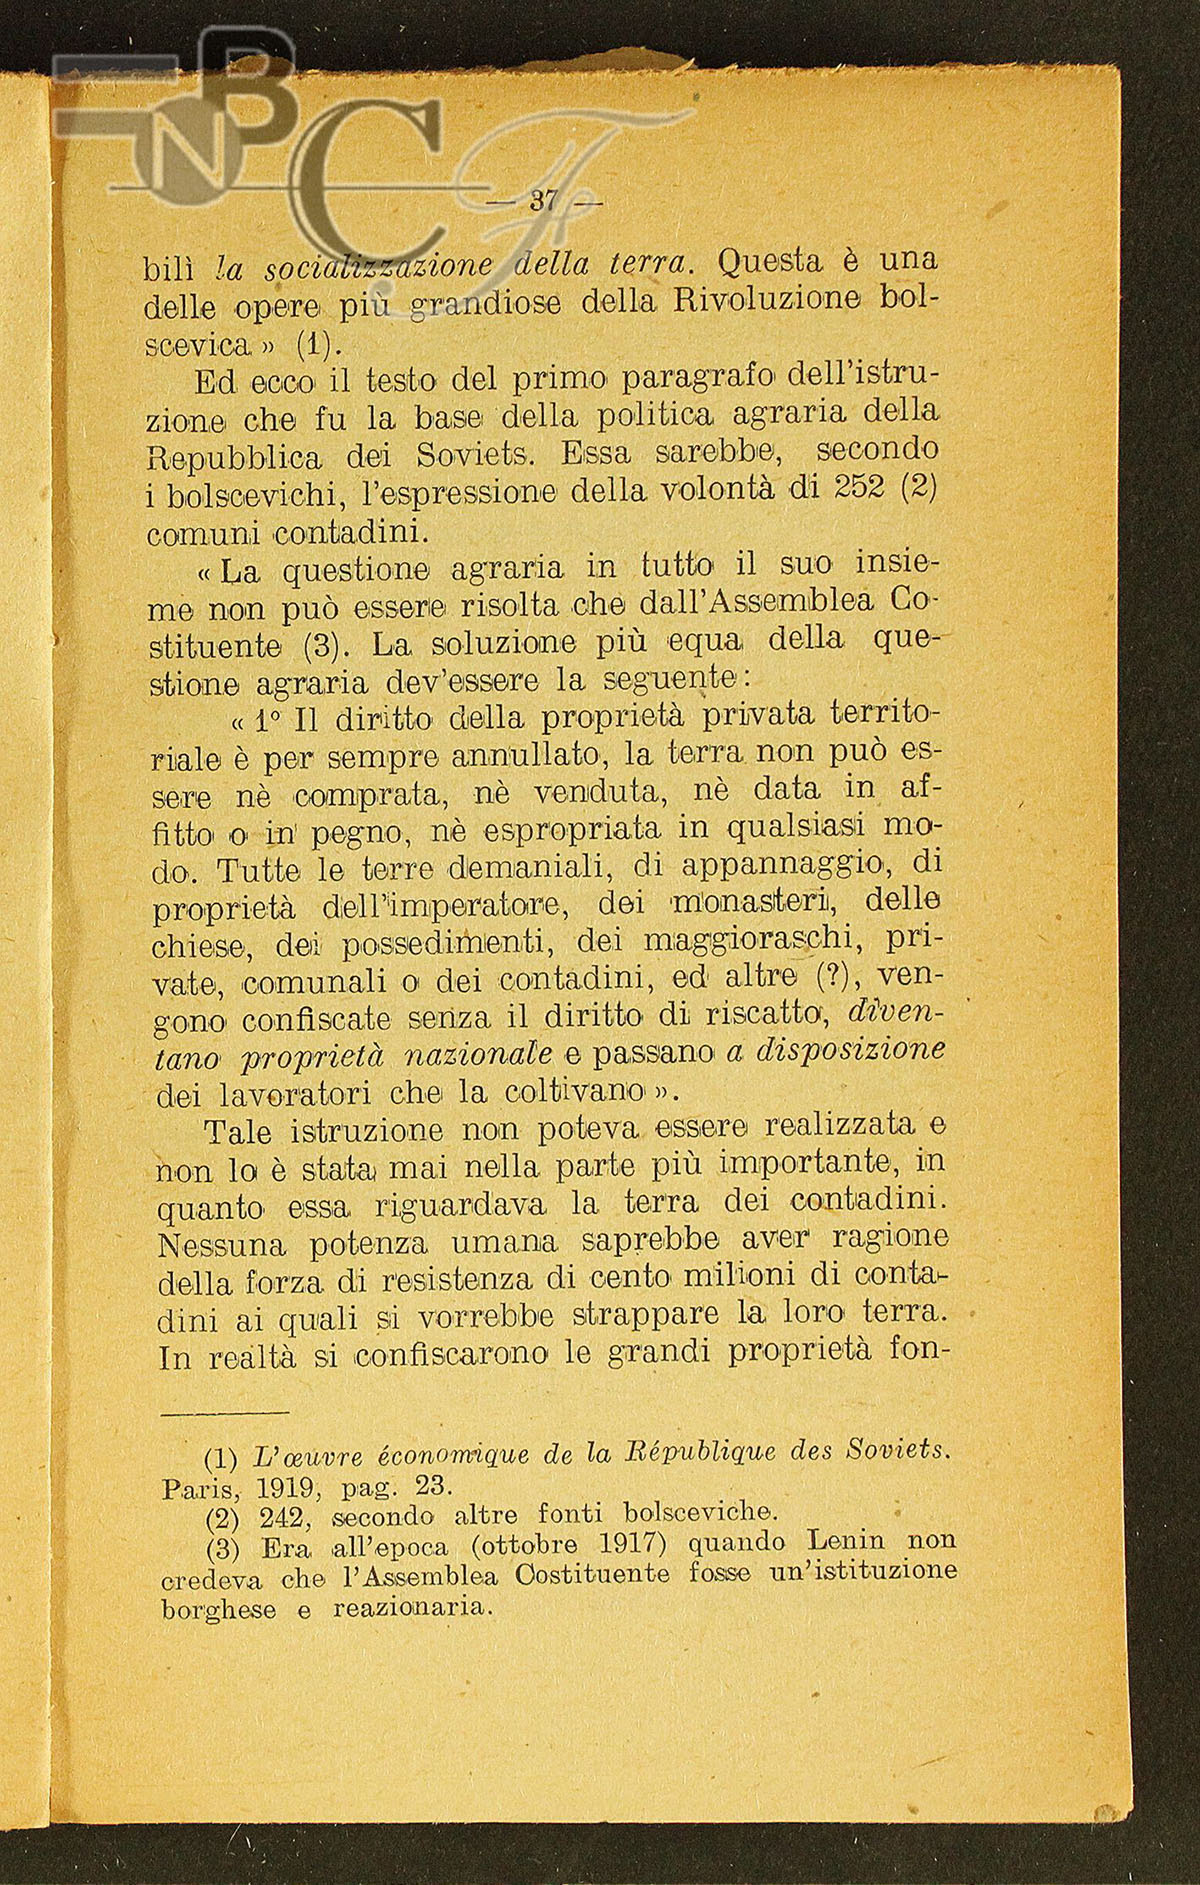 NBCF
— 37 —
bilì la socializzazione della terra. Questa è una
delle opere più grandiose della Rivoluzione bol-
scevica » (1).
Ed ecco il testo del primo paragrafo dell'istru-
zione che fu la base della politica agraria della
Repubblica dei Soviets. Essa sarebbe, secondo
i bolscevichi, l'espressione della volontà di 252 (2)
comuni contadini.
« La questione agraria in tutto il suo insie-
me non può essere risolta che dall'Assemblea Co-
stituente (3). La soluzione più equa della que-
stione agraria dev'essere la seguente:
« 1º Il diritto della proprietà privata territo-
riale è per sempre annullato, la terra non può es-
sere nè comprata, nè venduta, nè data in af-
fitto o in pegno, nè espropriata in qualsiasi mo-
do. Tutte le terre demaniali, di appannaggio, di
proprietà dell'imperatore, dei monasteri, delle
chiese, dei possedimenti, dei maggioraschi, pri-
vate, comunali o dei contadini, ed altre (?), ven-
gono confiscate senza il diritto di riscatto, diven-
tano proprietà nazionale e passano a disposizione
dei lavoratori che la coltivano ».
Tale istruzione non poteva essere realizzata e
non lo è stata mai nella parte più importante, in
quanto essa riguardava la terra dei contadini.
Nessuna potenza umana saprebbe aver ragione
della forza di resistenza di cento milioni di conta-
dini ai quali si vorrebbe strappare la loro terra.
In realtà si confiscarono le grandi proprietà fon-
(1) L'œuvre économique de la République des Soviets.
Paris, 1919, pag. 23.
(2) 242, secondo altre fonti bolsceviche.
(3) Era all'epoca (ottobre 1917) quando Lenin non
credeva che l'Assemblea Costituente fosse un'istituzione
borghese e reazionaria.